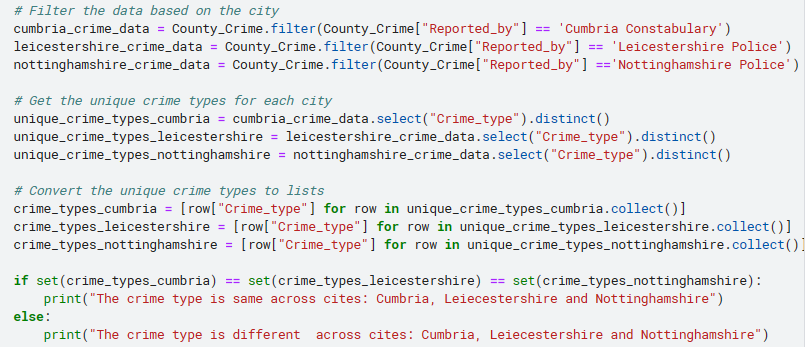 # Filter the data based on the city
cumbria_crime_data = County_Crime.filter(County_Crime["Reported_by"] == 'Cumbria Constabulary')
leicestershire_crime_data = County_Crime.filter(County_Crime["Reported_by"] == 'Leicestershire Police')
nottinghamshire_crime_data = County_Crime.filter(County_Crime["Reported_by"] =='Nottinghamshire Police')
# Get the unique crime types for each city
unique_crime_types_cumbria = cumbria_crime_data.select("Crime_type").distinct()
unique_crime_types_leicestershire = leicestershire_crime_data.select("Crime_type").distinct()
unique_crime_types_nottinghamshire = nottinghamshire_crime_data.select("Crime_type").distinct()
# Convert the unique crime types to lists
crime_types_cumbria = [row["Crime_type"] for row in unique_crime_types_cumbria.collect()]
crime_types_leicestershire = [row["Crime_type"] for row in unique_crime_types_leicestershire.collect()]
crime_types_nottinghamshire = [row["Crime_type"] for row in unique_crime_types_nottinghamshire.collect()]
if set(crime_types_cumbria) == set(crime_types_leicestershire) == set(crime_types_nottinghamshire):
    print("The crime type is same across cites: Cumbria, Leiecestershire and Nottinghamshire")
else:
    print("The crime type is different  across cites: Cumbria, Leiecestershire and Nottinghamshire")